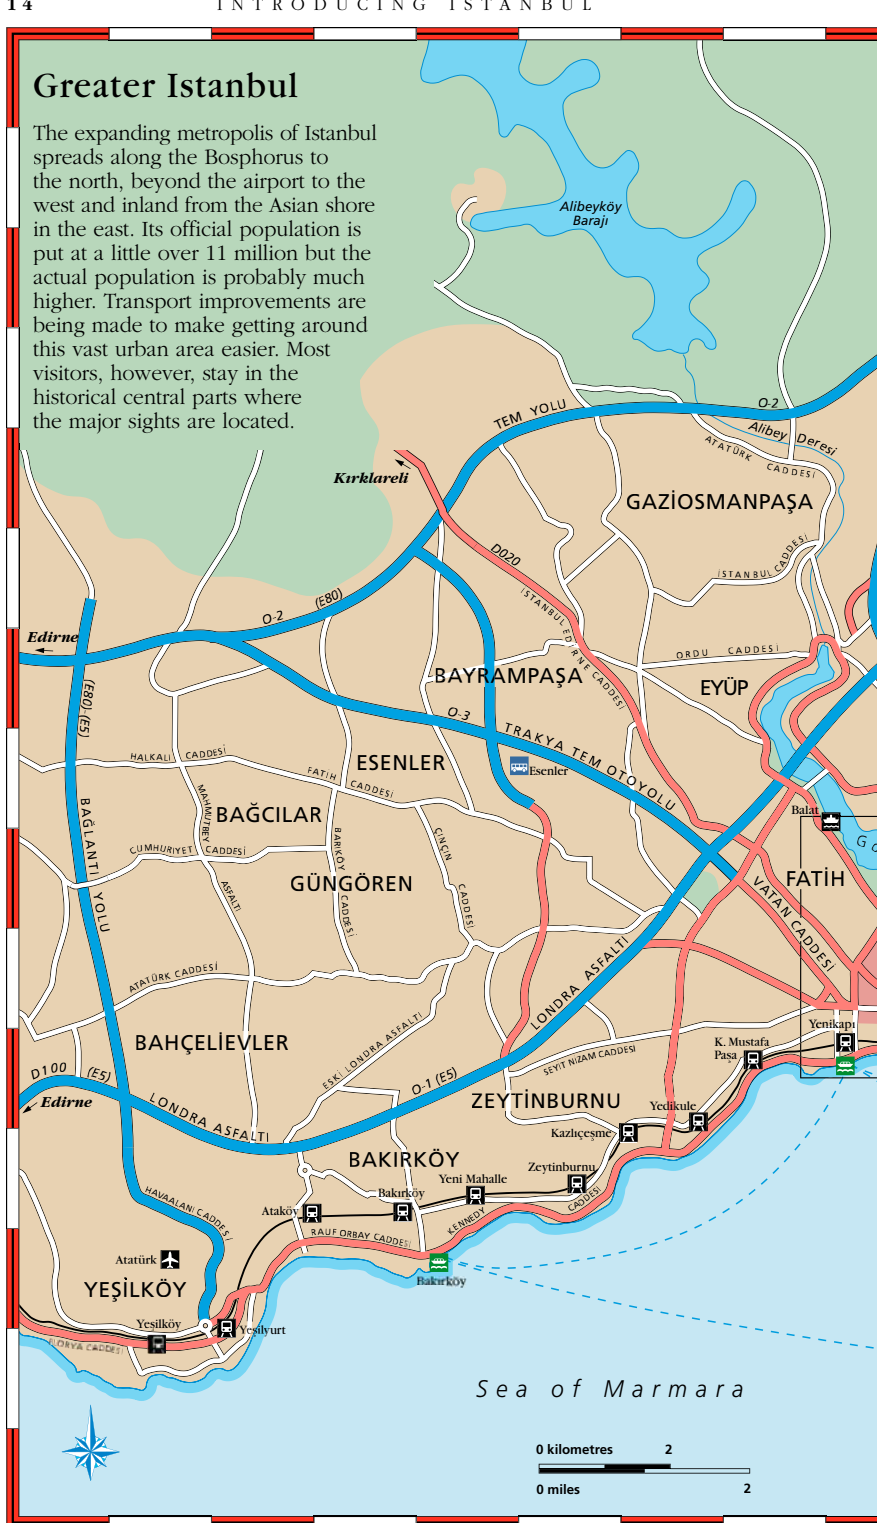 14
INTRODUCING ISTANBUL
Greater Istanbul
The expanding metropolis of Istanbul
spreads along the Bosphorus to
the north, beyond the airport to the
west and inland from the Asian shore
in the east. Its official population is
put at a little over 11 million but the
actual population is probably much
higher. Transport improvements are
being made to make getting around
this vast urban area easier. Most
visitors, however, stay in the
historical central parts where
the major sights are located.
Alibeyköy
Barajı
TEM YOLU
O-2
Alibey Deresi
ATATÜRK CADDESİ
Kırklareli
GAZİOSMANPAŞA
D020
İSTANBUL CADDESİ
O-2
(E80)
İSTANBUL EDİRNE CADDESİ
Edirne
ORDU CADDESİ
BAYRAMPAŞA
EYÜP
(E80) (E5)
O-3
TRAKYA TEM OTOYOLU
HALKALI CADDESİ
ESENLER
Esenler
FATIH CADDESİ
MAHMUTBEY
ASFALTI
BAĞCILAR
Balat
BAĞLANTI YOLU
BARIKÖY CADDESİ
ÇINÇIN CADDESİ
CUMHURIYET CADDESİ
GÜNGÖREN
FATİH
VATAN CADDESİ
LONDRA ASFALTI
ATATÜRK CADDESİ
ESKİ LONDRA ASFALTI
Yenikapı
BAHÇELİEVLER
K. Mustafa
Paşa
SEYIT NIZAM CADDESİ
D100
(E5)
O-1 (E5)
Edirne
ZEYTİNBURNU
LONDRA ASFALTI
Yedikule
Kazlıçeşme
BAKIRKÖY
Zeytinburnu
Yeni Mahalle
Bakırköy
HAVAALANI CADDESİ
Ataköy
KENNEDY CADDESİ
RAUF ORBAY CADDESİ
Atatürk
Bakırköy
YEŞİLKÖY
Yeşilköy
Yeşilyurt
FLORYA CADDESİ
Sea of Marmara
0 kilometres 2
0 miles 2